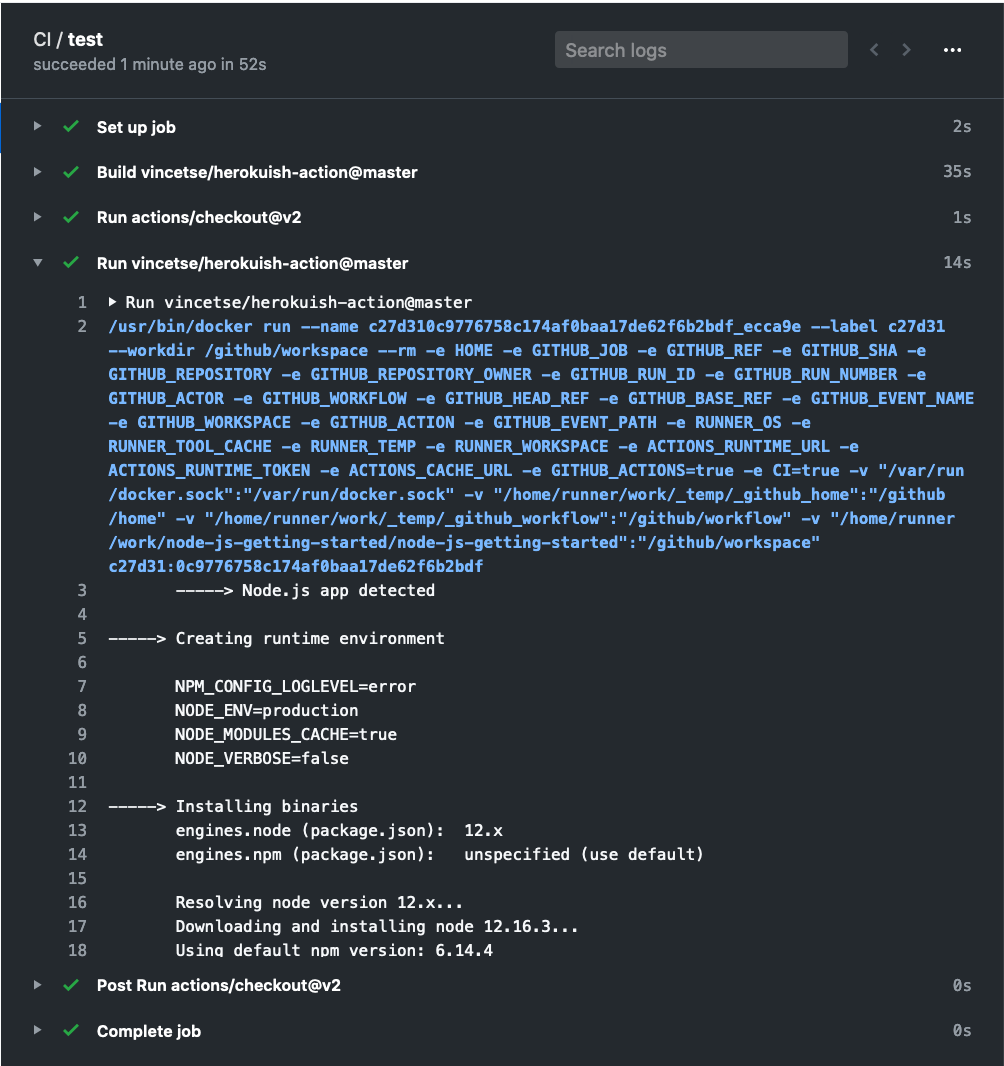 CI / test
succeeded 1 minute ago in 52s
Search logs
Set up job 2s
Build vincetse/herokuish-action@master 35s
Run actions/checkout@v2 1s
Run vincetse/herokuish-action@master 14s
1 Run vincetse/herokuish-action@master
2 /usr/bin/docker run --name c27d310c9776758c174af0baa17de62f6b2bdf_ecca9e --label c27d31
--workdir /github/workspace --rm -e HOME -e GITHUB_JOB -e GITHUB_REF -e GITHUB_SHA -e
GITHUB_REPOSITORY -e GITHUB_REPOSITORY_OWNER -e GITHUB_RUN_ID -e GITHUB_RUN_NUMBER -e
GITHUB_ACTOR -e GITHUB_WORKFLOW -e GITHUB_HEAD_REF -e GITHUB_BASE_REF -e GITHUB_EVENT_NAME
-e GITHUB_WORKSPACE -e GITHUB_ACTION -e GITHUB_EVENT_PATH -e RUNNER_OS -e
RUNNER_TOOL_CACHE -e RUNNER_TEMP -e RUNNER_WORKSPACE -e ACTIONS_RUNTIME_URL -e
ACTIONS_RUNTIME_TOKEN -e ACTIONS_CACHE_URL -e GITHUB_ACTIONS=true -e CI=true -v "/var/run
/docker.sock":"/var/run/docker.sock" -v "/home/runner/work/_temp/_github_home":"/github
/home" -v "/home/runner/work/_temp/_github_workflow":"/github/workflow" -v "/home/runner
/work/node-js-getting-started/node-js-getting-started":"/github/workspace"
c27d31:0c9776758c174af0baa17de62f6b2bdf
3 -----> Node.js app detected
4
5 -----> Creating runtime environment
6
7 NPM_CONFIG_LOGLEVEL=error
8 NODE_ENV=production
9 NODE_MODULES_CACHE=true
10 NODE_VERBOSE=false
11
12 -----> Installing binaries
13 engines.node (package.json): 12.x
14 engines.npm (package.json): unspecified (use default)
15
16 Resolving node version 12.x...
17 Downloading and installing node 12.16.3...
18 Using default npm version: 6.14.4
Post Run actions/checkout@v2 0s
Complete job 0s